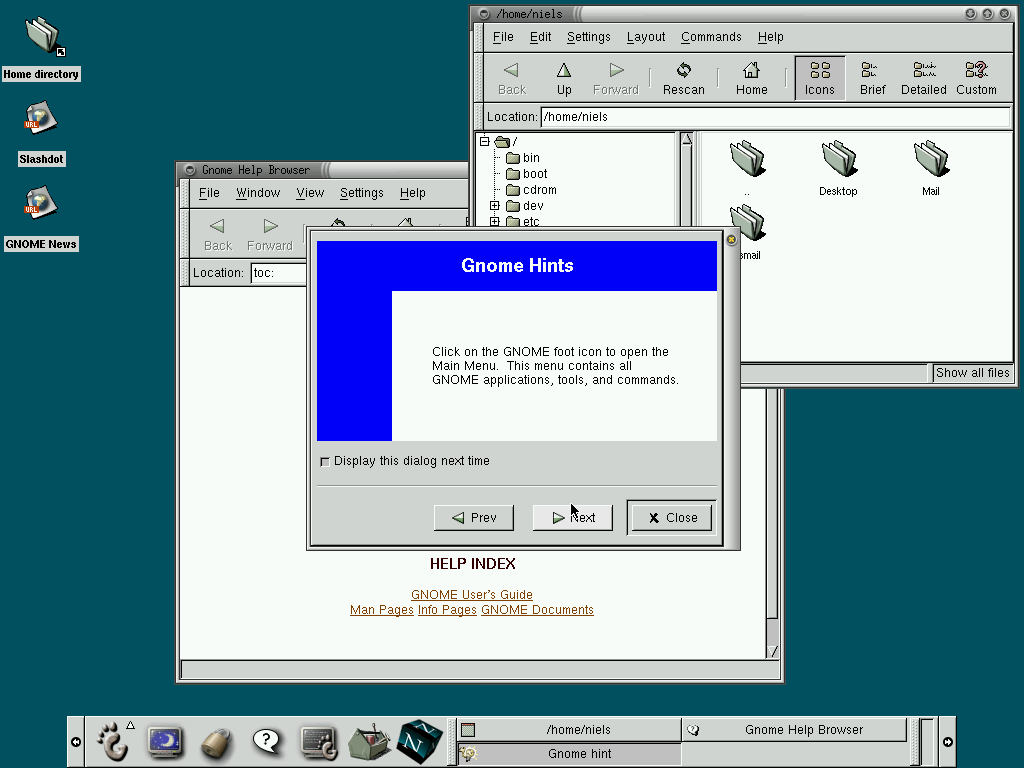 Home directory
URL
Slashdot
URL
GNOME News
/home/niels
File Edit Settings Layout Commands Help
Back Up Forward Rescan Home Icons Brief Detailed Custom
Location: /home/niels
/
bin
boot
cdrom
dev
etc
.. Desktop Mail
Show all files
Gnome Help Browser
File Window View Settings Help
Back Forward
Location: toc:
Gnome Hints
Click on the GNOME foot icon to open the
Main Menu. This menu contains all
GNOME applications, tools, and commands.
Display this dialog next time
Prev Next Close
HELP INDEX
GNOME User's Guide
Man Pages Info Pages GNOME Documents
/home/niels Gnome Help Browser
Gnome hint